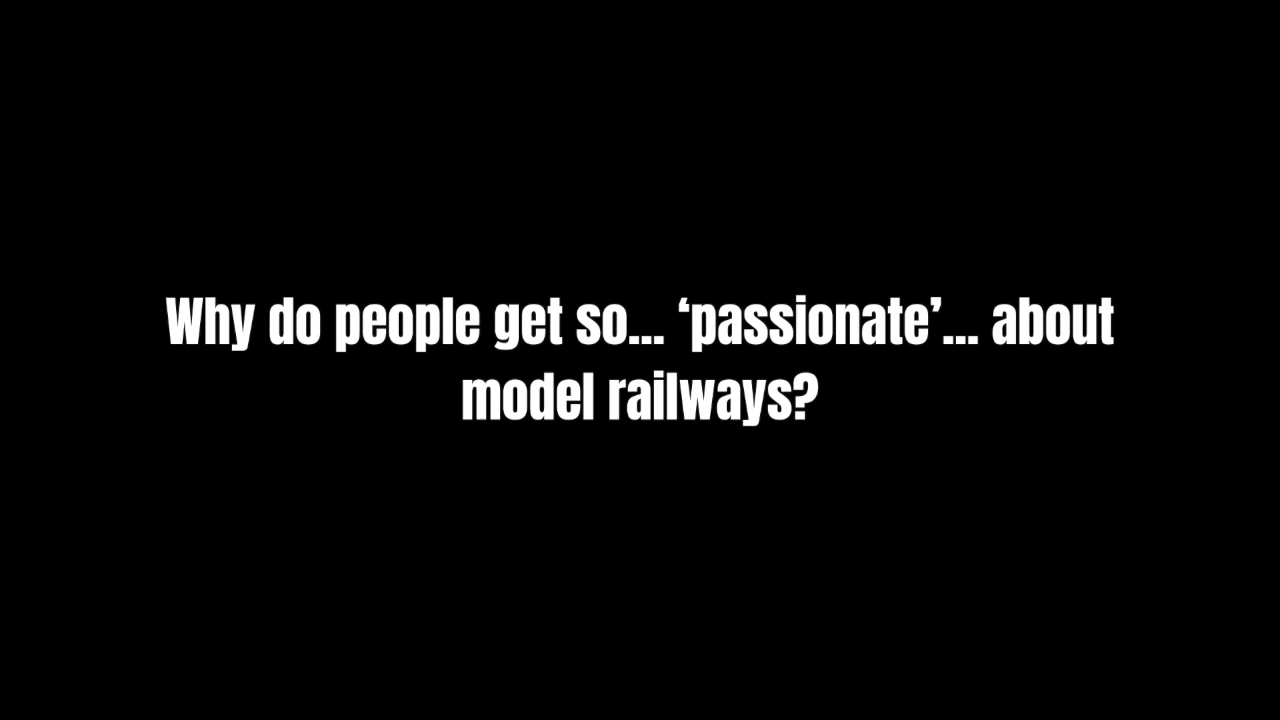 Why do people get so... ‘passionate’... about
model railways?